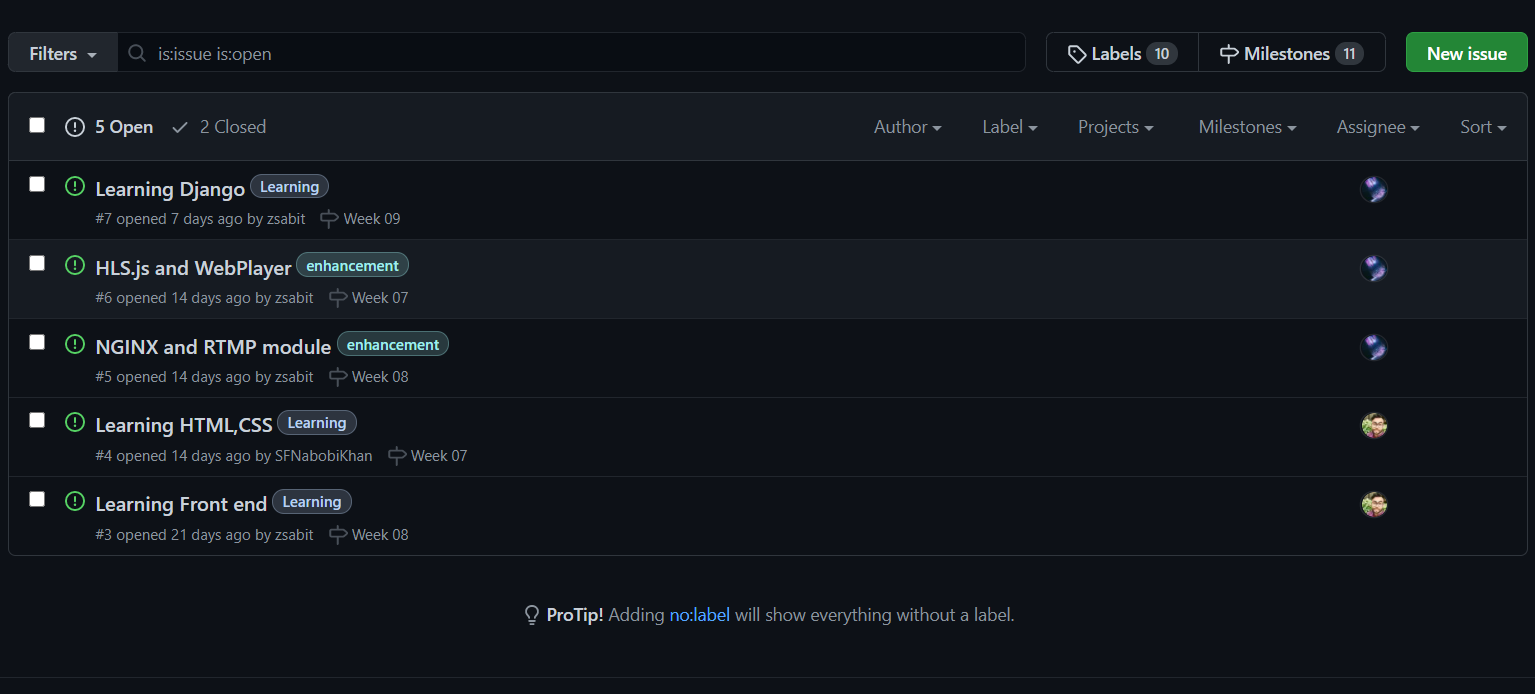 Filters is:issue is:open Labels 10 Milestones 11 New issue
5 Open 2 Closed Author Label Projects Milestones Assignee Sort
Learning Django Learning
#7 opened 7 days ago by zsabit Week 09
HLS.js and WebPlayer enhancement
#6 opened 14 days ago by zsabit Week 07
NGINX and RTMP module enhancement
#5 opened 14 days ago by zsabit Week 08
Learning HTML,CSS Learning
#4 opened 14 days ago by SFNabobiKhan Week 07
Learning Front end Learning
#3 opened 21 days ago by zsabit Week 08
ProTip! Adding no:label will show everything without a label.